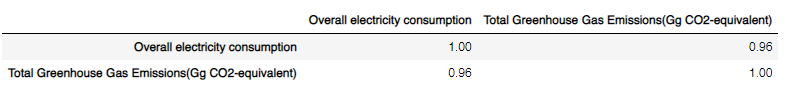 Overall electricity consumption Total Greenhouse Gas Emissions(Gg CO2-equivalent)
Overall electricity consumption 1.00 0.96
Total Greenhouse Gas Emissions(Gg CO2-equivalent) 0.96 1.00